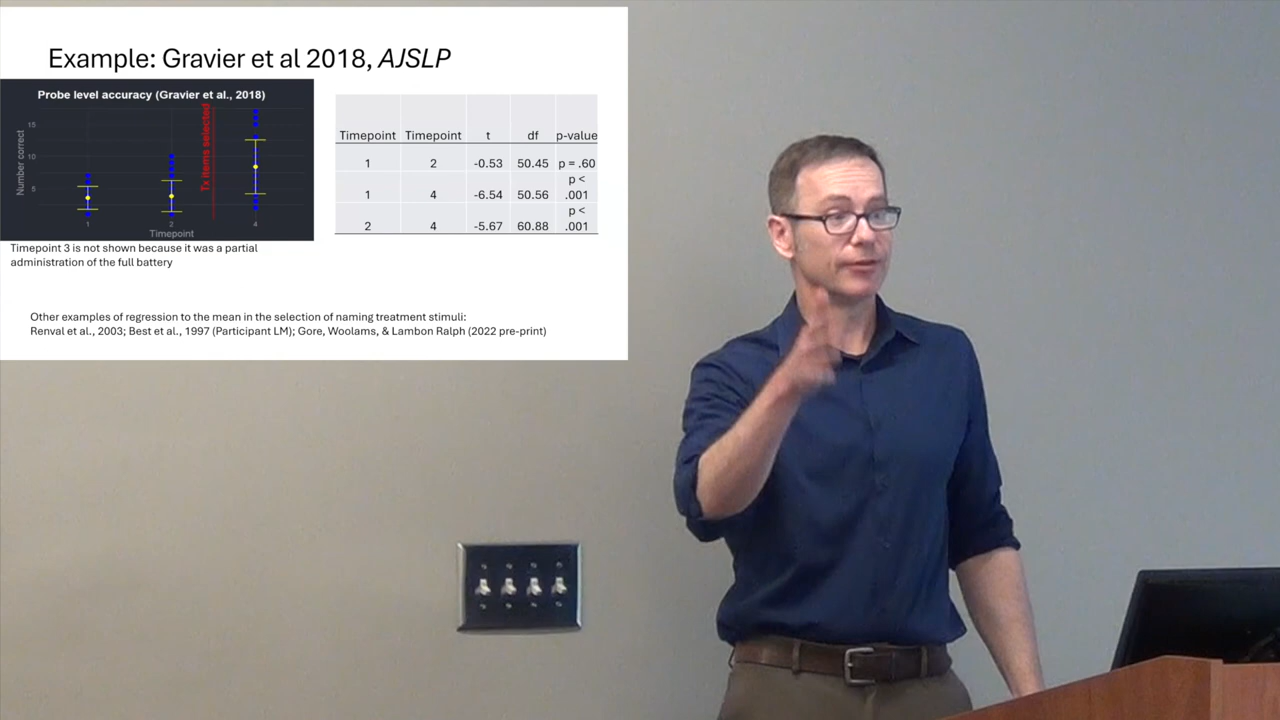 Example: Gravier et al 2018, AJSLP
Probe level accuracy (Gravier et al., 2018)
Number correct
15
10
5
Tx items selected
1
2
4
Timepoint
Timepoint 3 is not shown because it was a partial
administration of the full battery
Timepoint Timepoint t df p-value
1 2 -0.53 50.45 p = .60
1 4 -6.54 50.56 p < .001
2 4 -5.67 60.88 p < .001
Other examples of regression to the mean in the selection of naming treatment stimuli:
Renval et al., 2003; Best et al., 1997 (Participant LM); Gore, Woolams, & Lambon Ralph (2022 pre-print)